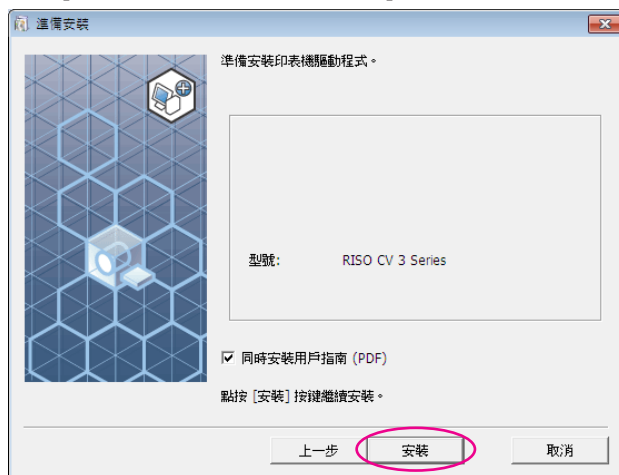 準備安裝
準備安裝印表機驅動程式。
型號: RISO CV 3 Series
同時安裝用戶指南 (PDF)
點按 [安裝] 按鍵繼續安裝。
上一步 安裝 取消